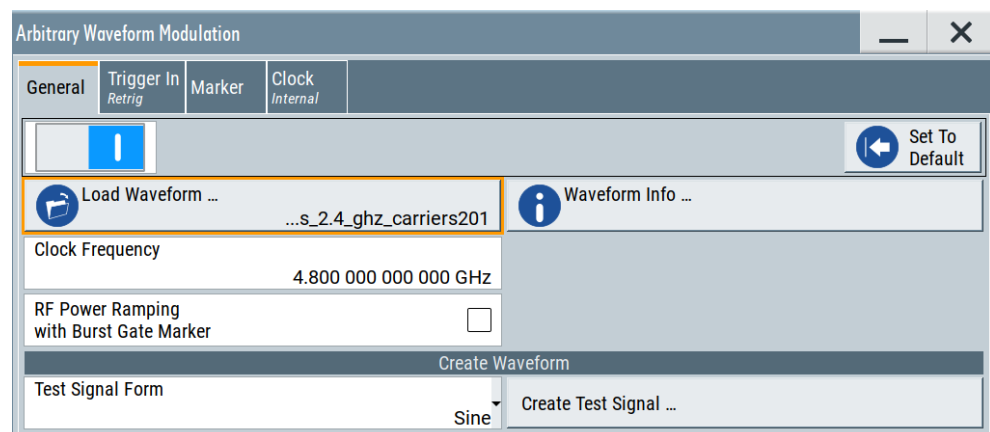 Arbitrary Waveform Modulation
General
Trigger In
Retrig
Marker
Clock
Internal
Set To
Default
Load Waveform ...
...s_2.4_ghz_carriers201
Waveform Info ...
Clock Frequency
4.800 000 000 000 GHz
RF Power Ramping
with Burst Gate Marker
Create Waveform
Test Signal Form
Sine
Create Test Signal ...